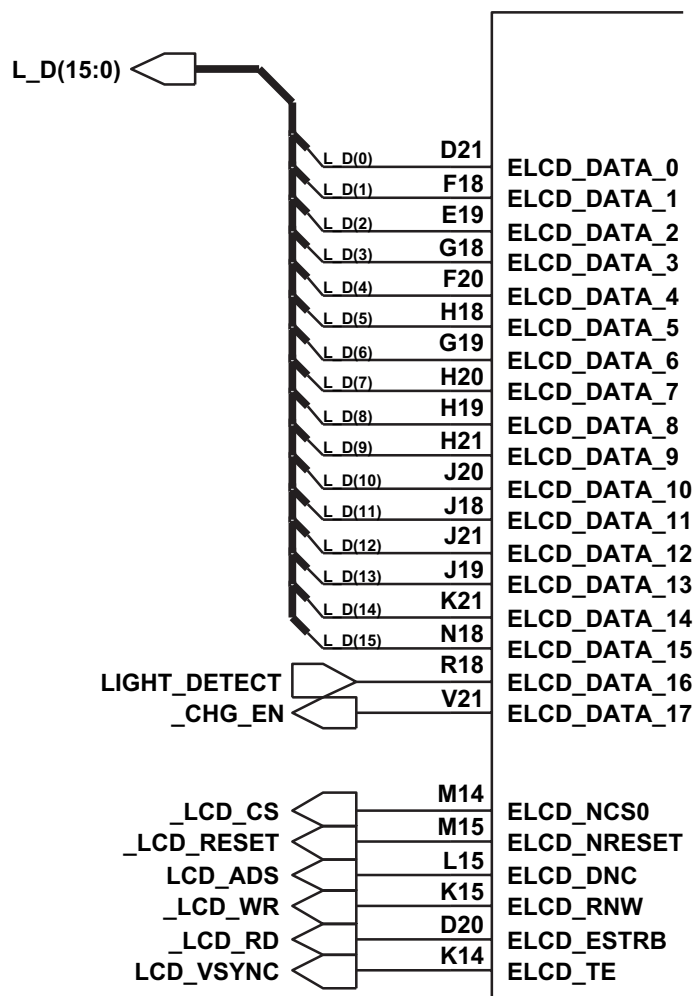 L_D(15:0)
L_D(0) D21 ELCD_DATA_0
L_D(1) F18 ELCD_DATA_1
L_D(2) E19 ELCD_DATA_2
L_D(3) G18 ELCD_DATA_3
L_D(4) F20 ELCD_DATA_4
L_D(5) H18 ELCD_DATA_5
L_D(6) G19 ELCD_DATA_6
L_D(7) H20 ELCD_DATA_7
L_D(8) H19 ELCD_DATA_8
L_D(9) H21 ELCD_DATA_9
L_D(10) J20 ELCD_DATA_10
L_D(11) J18 ELCD_DATA_11
L_D(12) J21 ELCD_DATA_12
L_D(13) J19 ELCD_DATA_13
L_D(14) K21 ELCD_DATA_14
L_D(15) N18 ELCD_DATA_15
LIGHT_DETECT R18 ELCD_DATA_16
_CHG_EN V21 ELCD_DATA_17
_LCD_CS M14 ELCD_NCS0
_LCD_RESET M15 ELCD_NRESET
LCD_ADS L15 ELCD_DNC
_LCD_WR K15 ELCD_RNW
_LCD_RD D20 ELCD_ESTRB
LCD_VSYNC K14 ELCD_TE